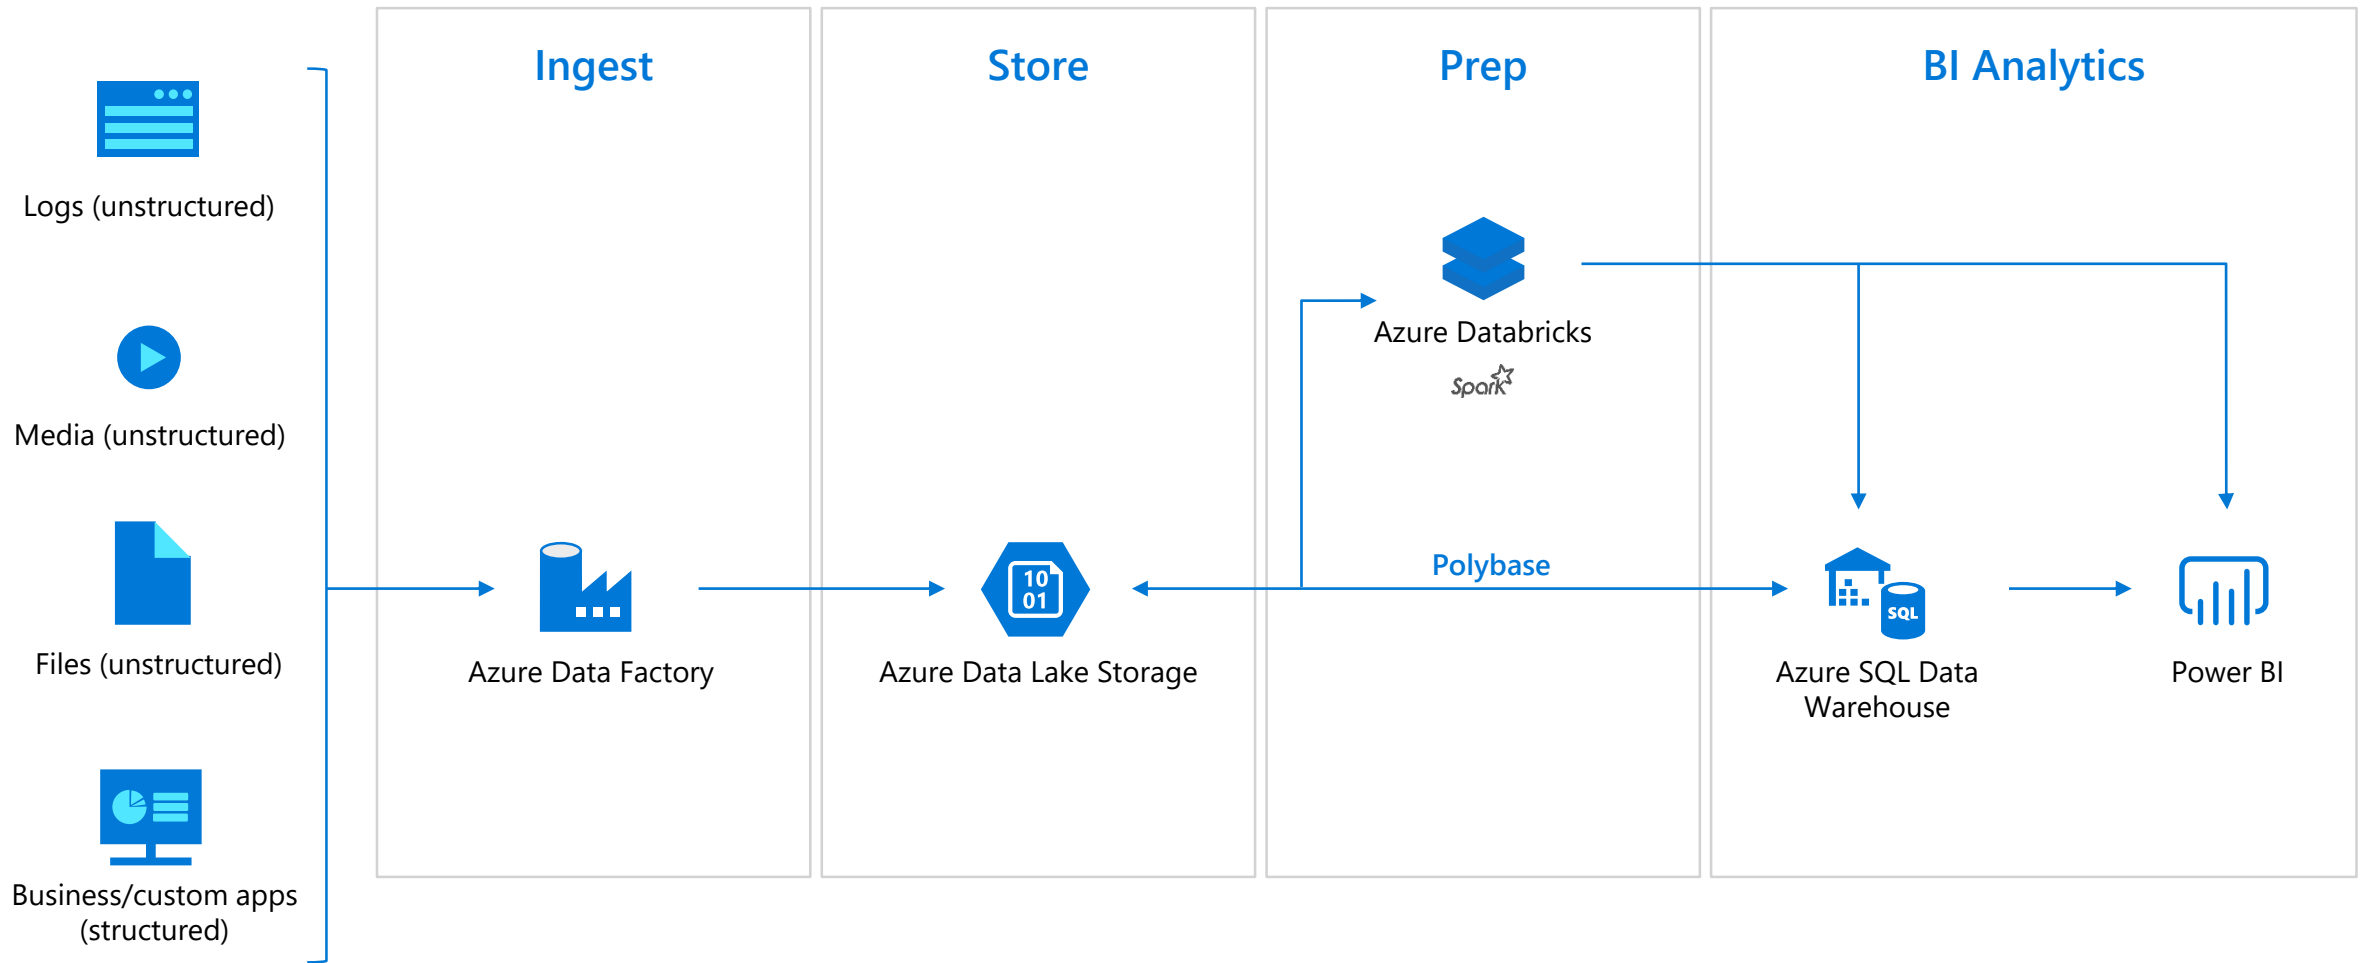 Ingest
Store
Prep
BI Analytics
Logs (unstructured)
Media (unstructured)
Files (unstructured)
Business/custom apps
(structured)
Azure Data Factory
10
01
Azure Data Lake Storage
Azure Databricks
Spark
Polybase
SQL
Azure SQL Data
Warehouse
Power BI